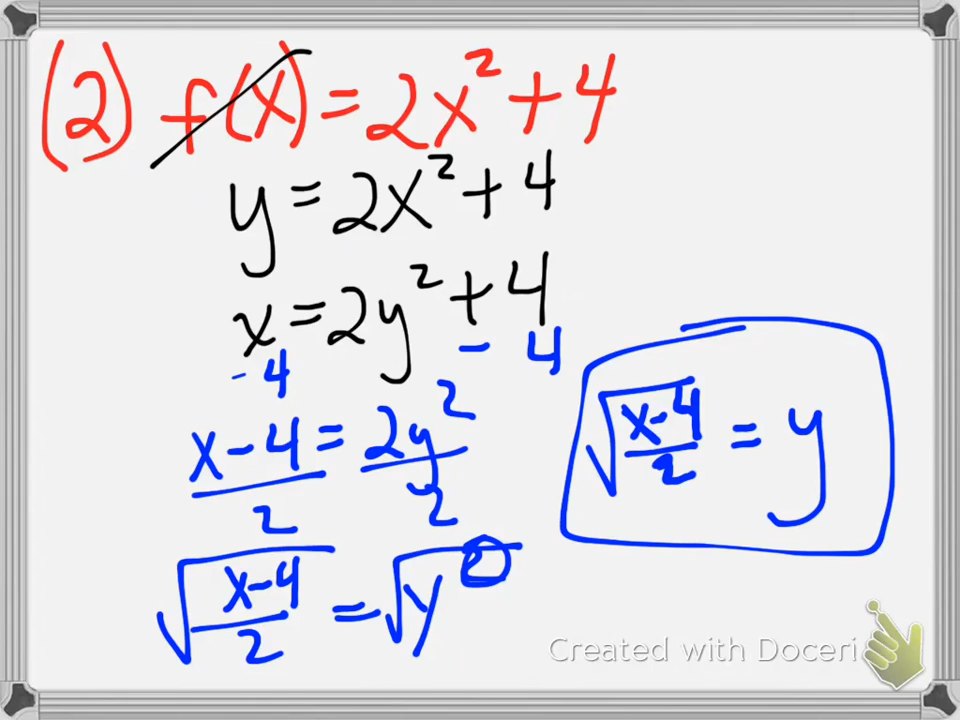 (2) f(x) = 2x² + 4
y = 2x² + 4
x = 2y² + 4
-4 - 4
x-4 = 2y²
2 2
√((x-4)/2) = √(y²)
√((x-4)/2) = y
Created with Doceri